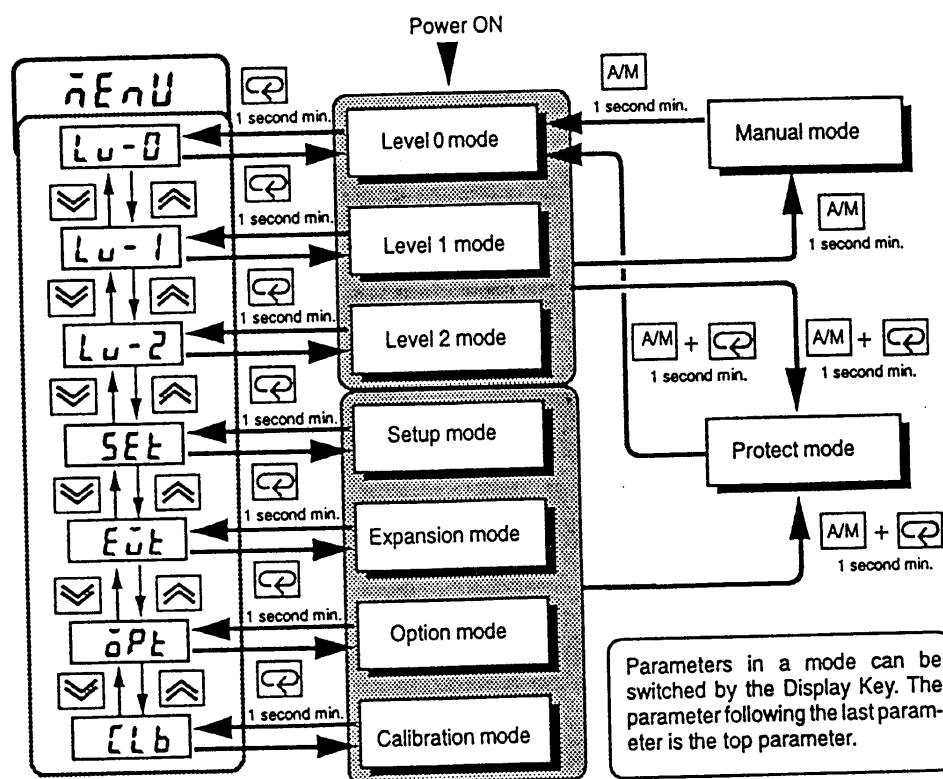 Power ON
mEnU
Lu-0
Lu-1
Lu-2
SEt
EUt
oPt
CLb
1 second min.
1 second min.
1 second min.
1 second min.
1 second min.
1 second min.
1 second min.
Level 0 mode
Level 1 mode
Level 2 mode
Setup mode
Expansion mode
Option mode
Calibration mode
A/M
1 second min.
Manual mode
A/M
1 second min.
A/M +
1 second min.
A/M +
1 second min.
Protect mode
A/M +
1 second min.
Parameters in a mode can be
switched by the Display Key. The
parameter following the last param-
eter is the top parameter.